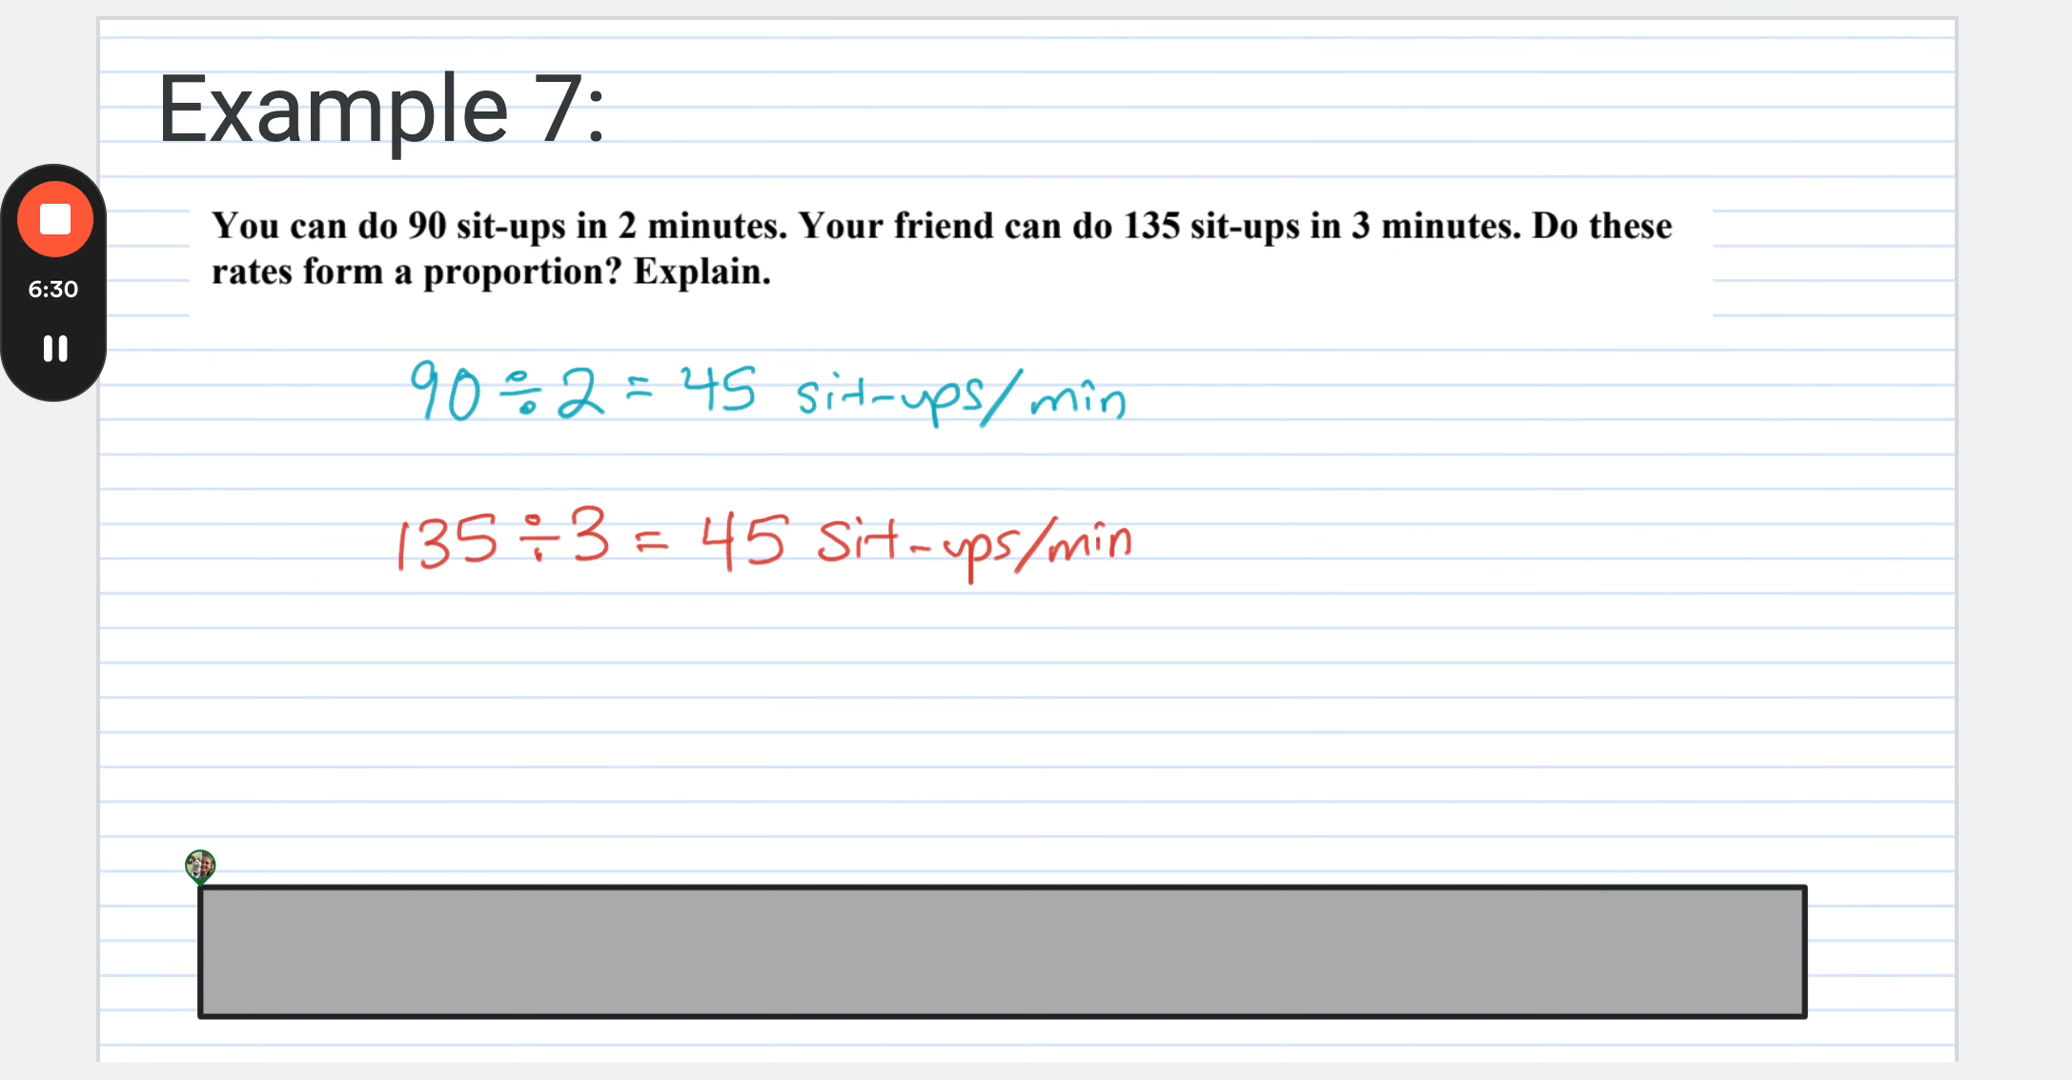 Example 7:
6:30
You can do 90 sit-ups in 2 minutes. Your friend can do 135 sit-ups in 3 minutes. Do these
rates form a proportion? Explain.
90 ÷ 2 = 45 sit-ups/min
135 ÷ 3 = 45 sit-ups/min